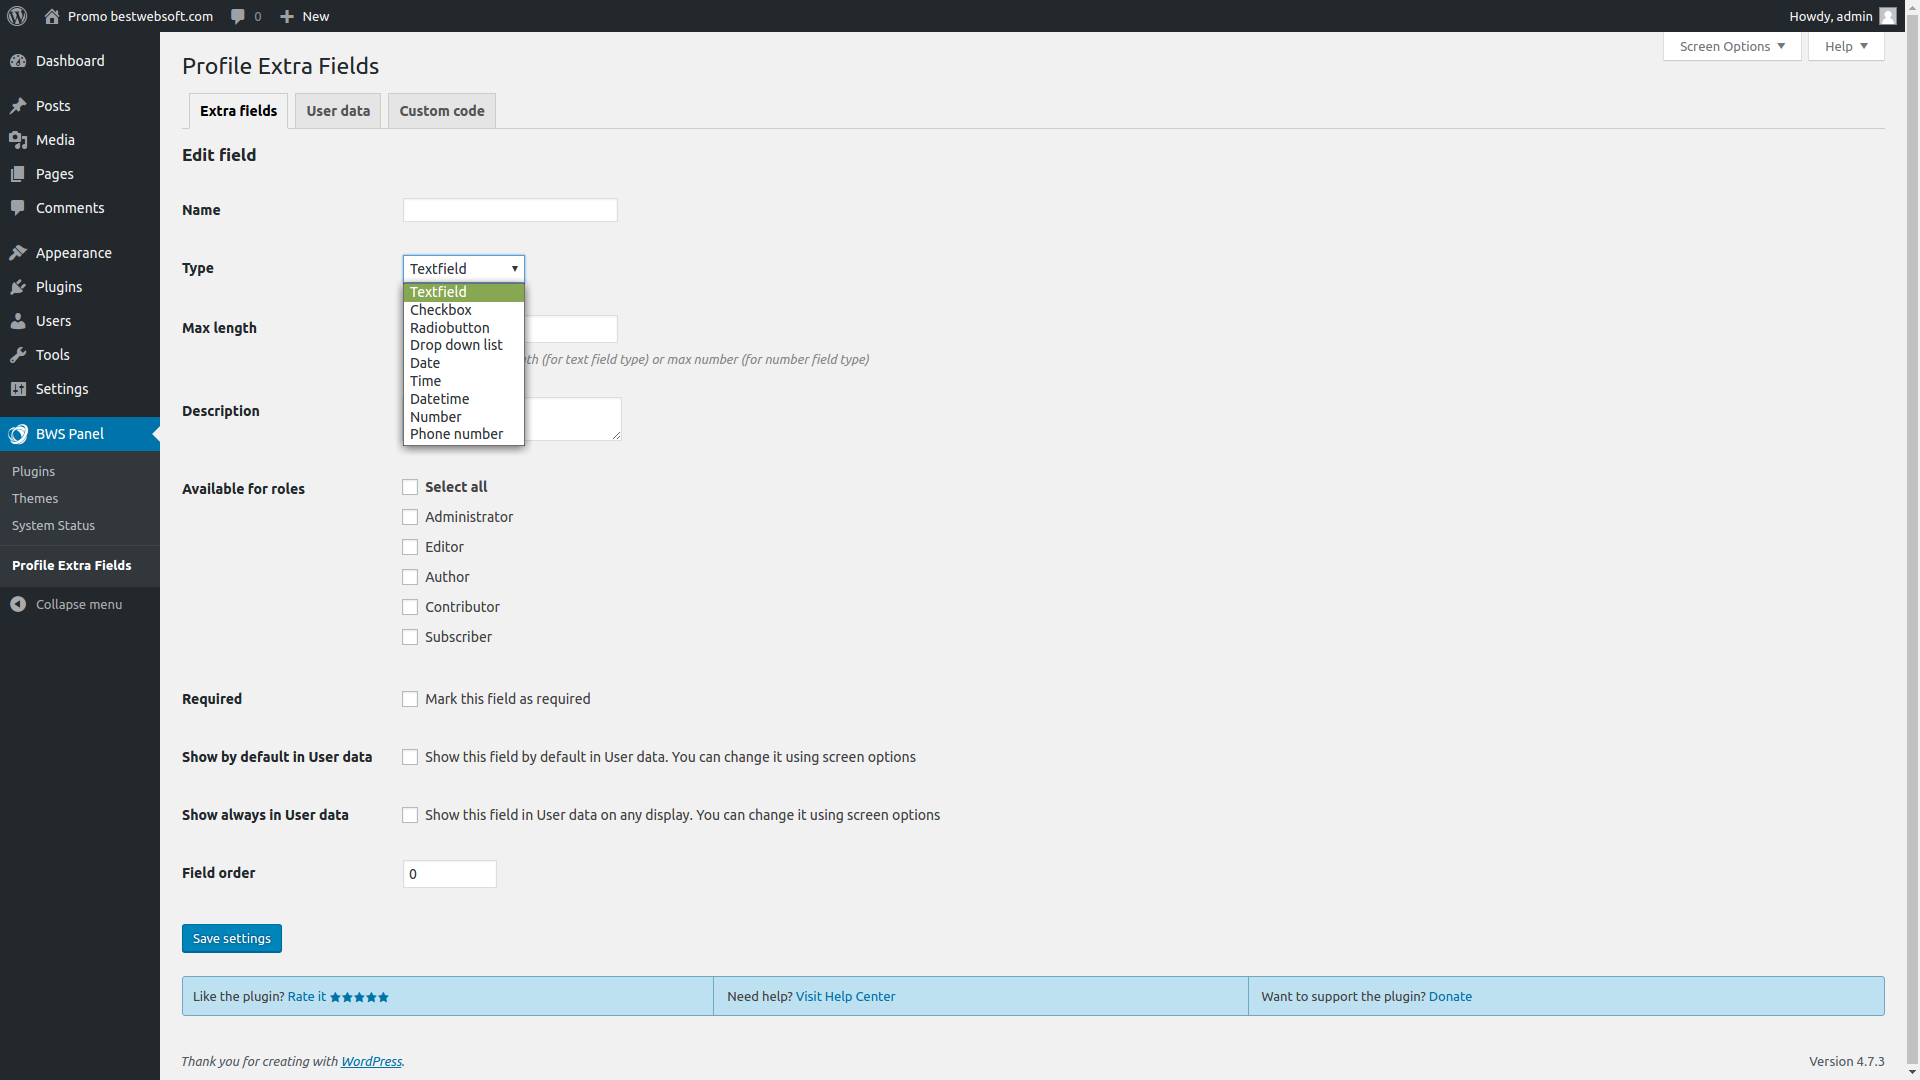 Promo bestwebsoft.com 0 New Howdy, admin
Screen Options Help
Dashboard
Posts
Media
Pages
Comments
Appearance
Plugins
Users
Tools
Settings
BWS Panel
Plugins
Themes
System Status
Profile Extra Fields
Collapse menu
Profile Extra Fields
Extra fields User data Custom code
Edit field
Name
Type Textfield
Textfield
Checkbox
Radiobutton
Drop down list
Date
Time
Datetime
Number
Phone number
Max length
(for text field type) or max number (for number field type)
Description
Available for roles Select all
Administrator
Editor
Author
Contributor
Subscriber
Required Mark this field as required
Show by default in User data Show this field by default in User data. You can change it using screen options
Show always in User data Show this field in User data on any display. You can change it using screen options
Field order 0
Save settings
Like the plugin? Rate it ★★★★★ Need help? Visit Help Center Want to support the plugin? Donate
Thank you for creating with WordPress. Version 4.7.3